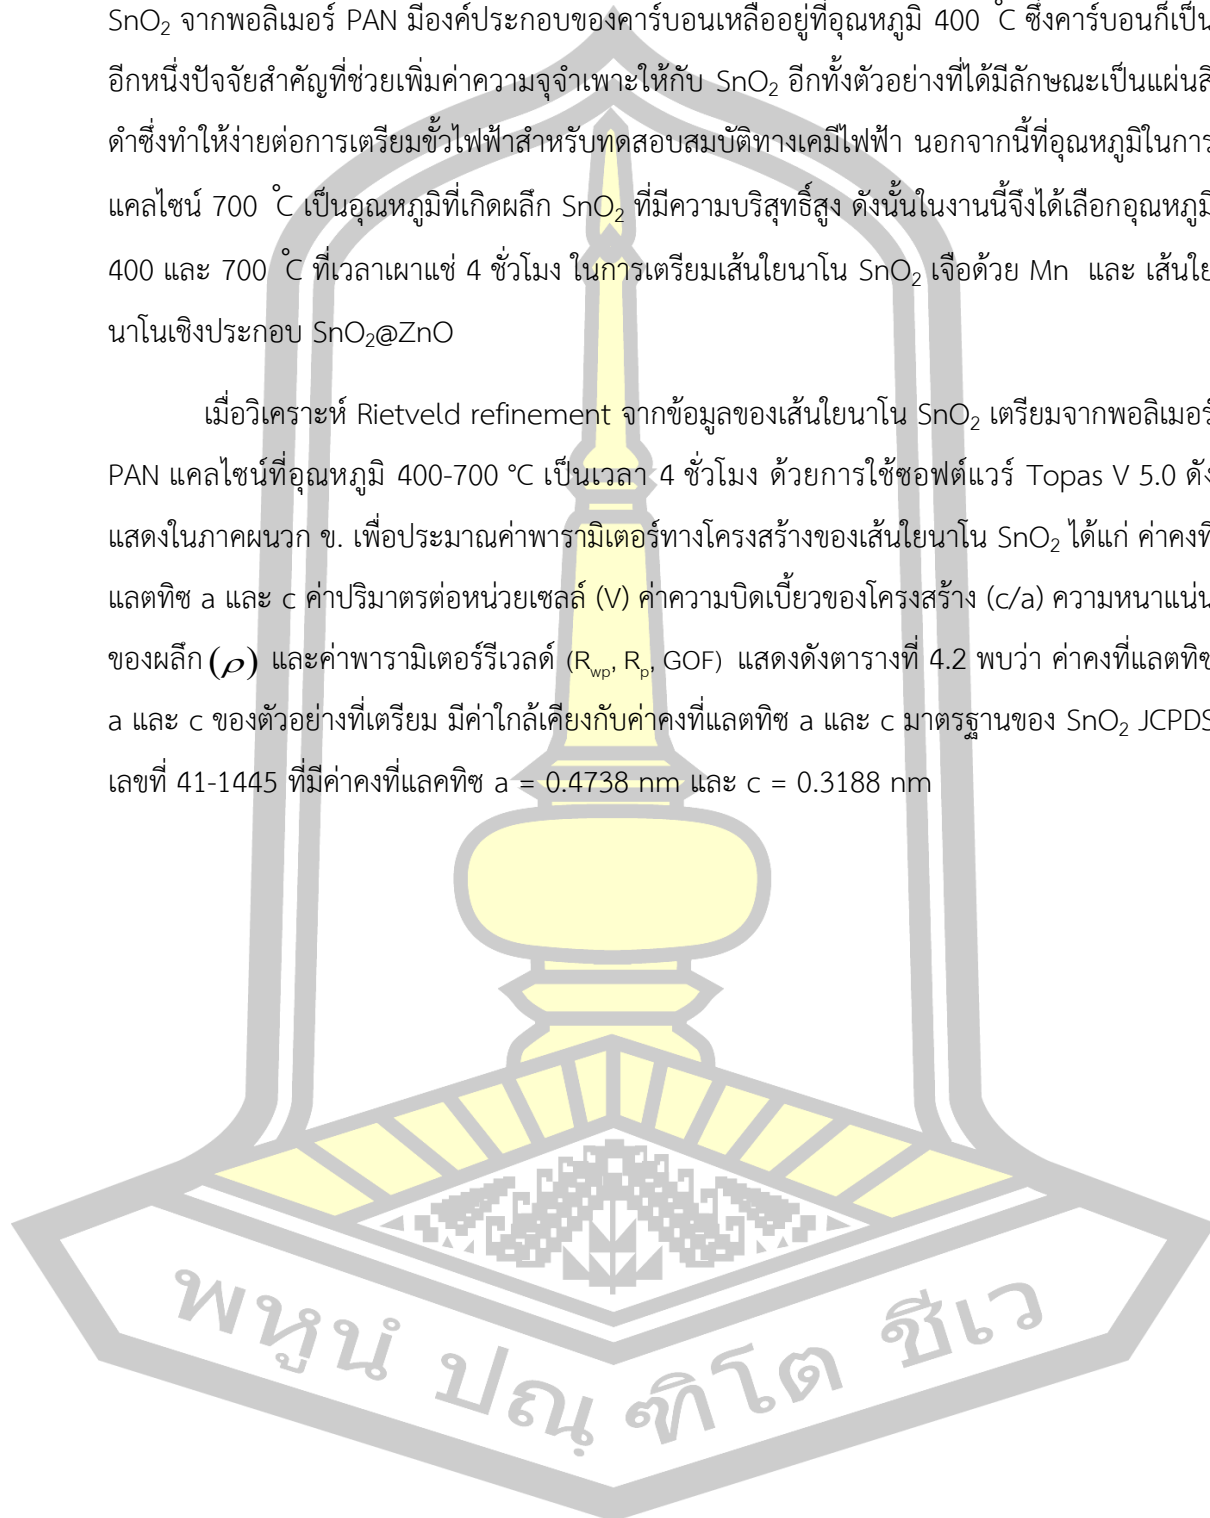 SnO₂ จากพอลิเมอร์ PAN มีองค์ประกอบของคาร์บอนเหลืออยู่ที่อุณหภูมิ 400 °C ซึ่งคาร์บอนก็เป็น
อีกหนึ่งปัจจัยสำคัญที่ช่วยเพิ่มค่าความจุจำเพาะให้กับ SnO₂ อีกทั้งตัวอย่างที่ได้มีลักษณะเป็นแผ่นสี
ดำซึ่งทำให้ง่ายต่อการเตรียมขั้วไฟฟ้าสำหรับทดสอบสมบัติทางเคมีไฟฟ้า นอกจากนี้ที่อุณหภูมิในการ
แคลไซน์ 700 °C เป็นอุณหภูมิที่เกิดผลึก SnO₂ ที่มีความบริสุทธิ์สูง ดังนั้นในงานนี้จึงได้เลือกอุณหภูมิ
400 และ 700 °C ที่เวลาเผาแช่ 4 ชั่วโมง ในการเตรียมเส้นใยนาโน SnO₂ เจือด้วย Mn และ เส้นใย
นาโนเชิงประกอบ SnO₂@ZnO
เมื่อวิเคราะห์ Rietveld refinement จากข้อมูลของเส้นใยนาโน SnO₂ เตรียมจากพอลิเมอร์
PAN แคลไซน์ที่อุณหภูมิ 400-700 °C เป็นเวลา 4 ชั่วโมง ด้วยการใช้ซอฟต์แวร์ Topas V 5.0 ดัง
แสดงในภาคผนวก ข. เพื่อประมาณค่าพารามิเตอร์ทางโครงสร้างของเส้นใยนาโน SnO₂ ได้แก่ ค่าคงที่
แลตทิซ a และ c ค่าปริมาตรต่อหน่วยเซลล์ (V) ค่าความบิดเบี้ยวของโครงสร้าง (c/a) ความหนาแน่น
ของผลึก (ρ) และค่าพารามิเตอร์รีเวลด์ (R_wp, R_p, GOF) แสดงดังตารางที่ 4.2 พบว่า ค่าคงที่แลตทิซ
a และ c ของตัวอย่างที่เตรียม มีค่าใกล้เคียงกับค่าคงที่แลตทิซ a และ c มาตรฐานของ SnO₂ JCPDS
เลขที่ 41-1445 ที่มีค่าคงที่แลคทิซ a = 0.4738 nm และ c = 0.3188 nm
พหูนํ ปณฺฑิโต ชีเว